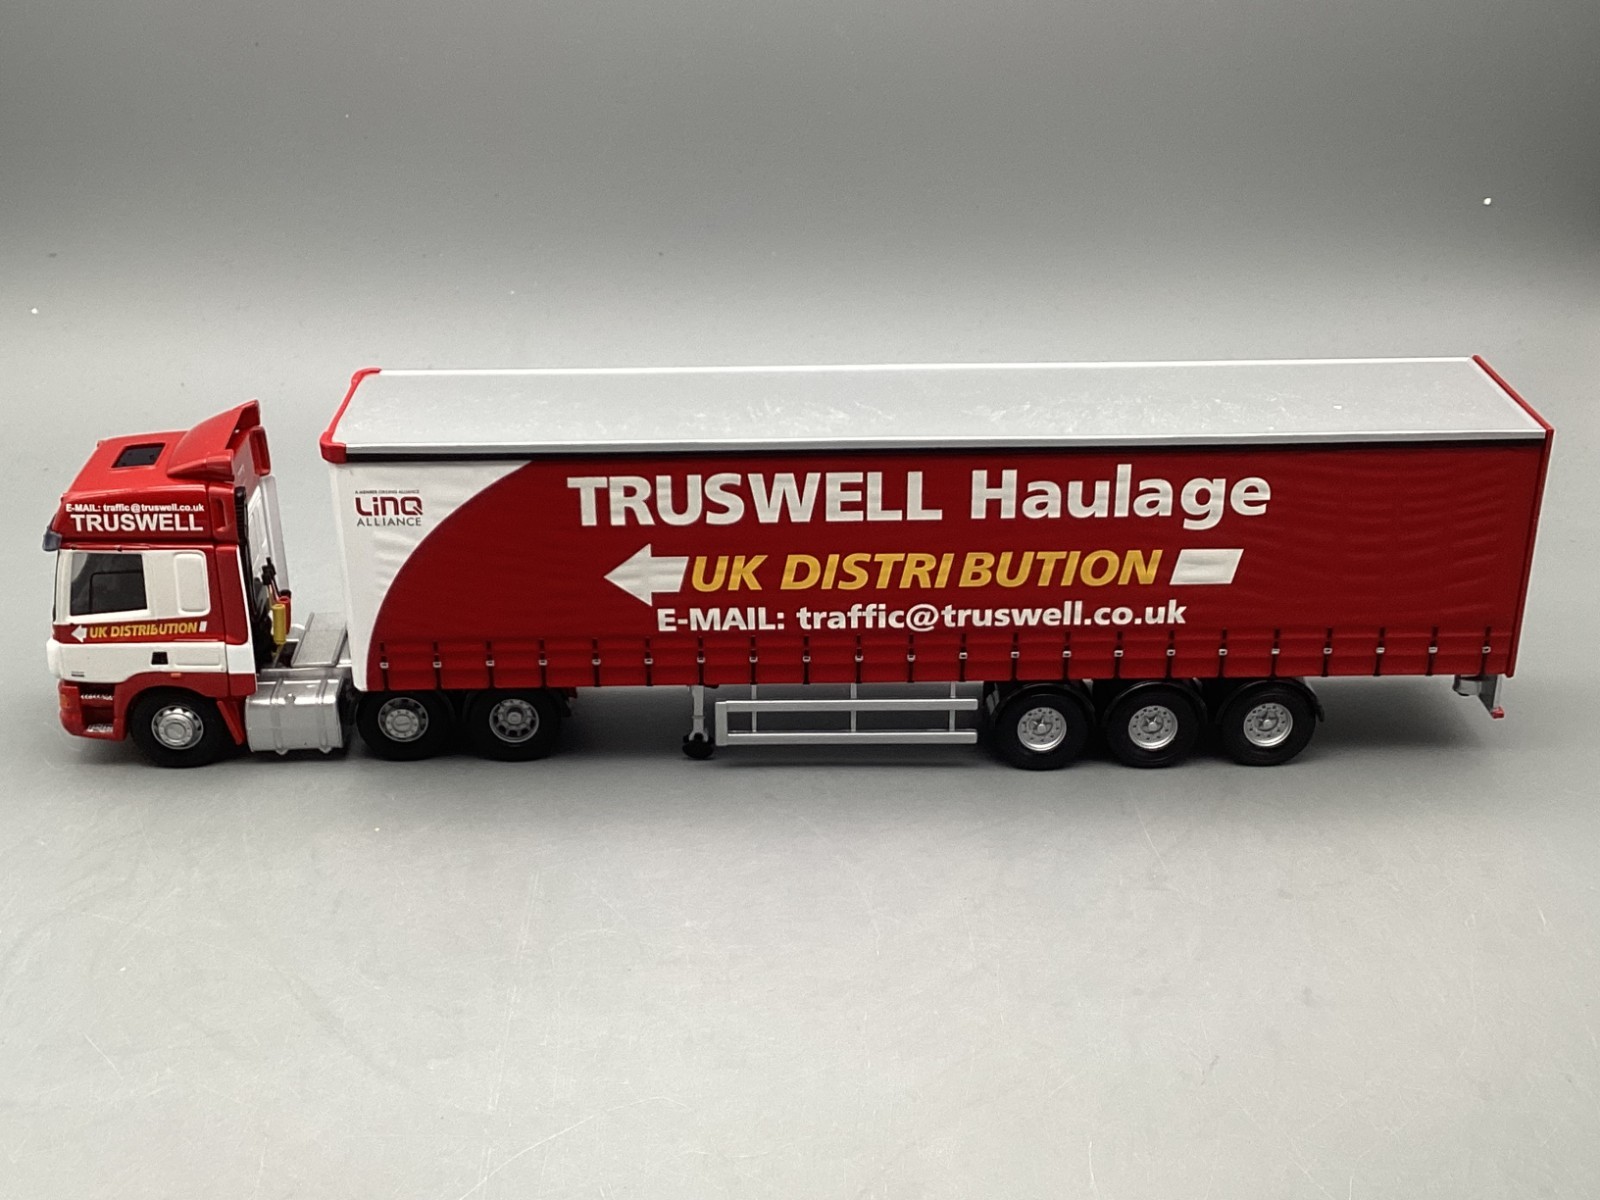 E-MAIL: traffic@truswell.co.uk
TRUSWELL
UK DISTRIBUTION
LinQ
ALLIANCE
TRUSWELL Haulage
UK DISTRIBUTION
E-MAIL: traffic@truswell.co.uk